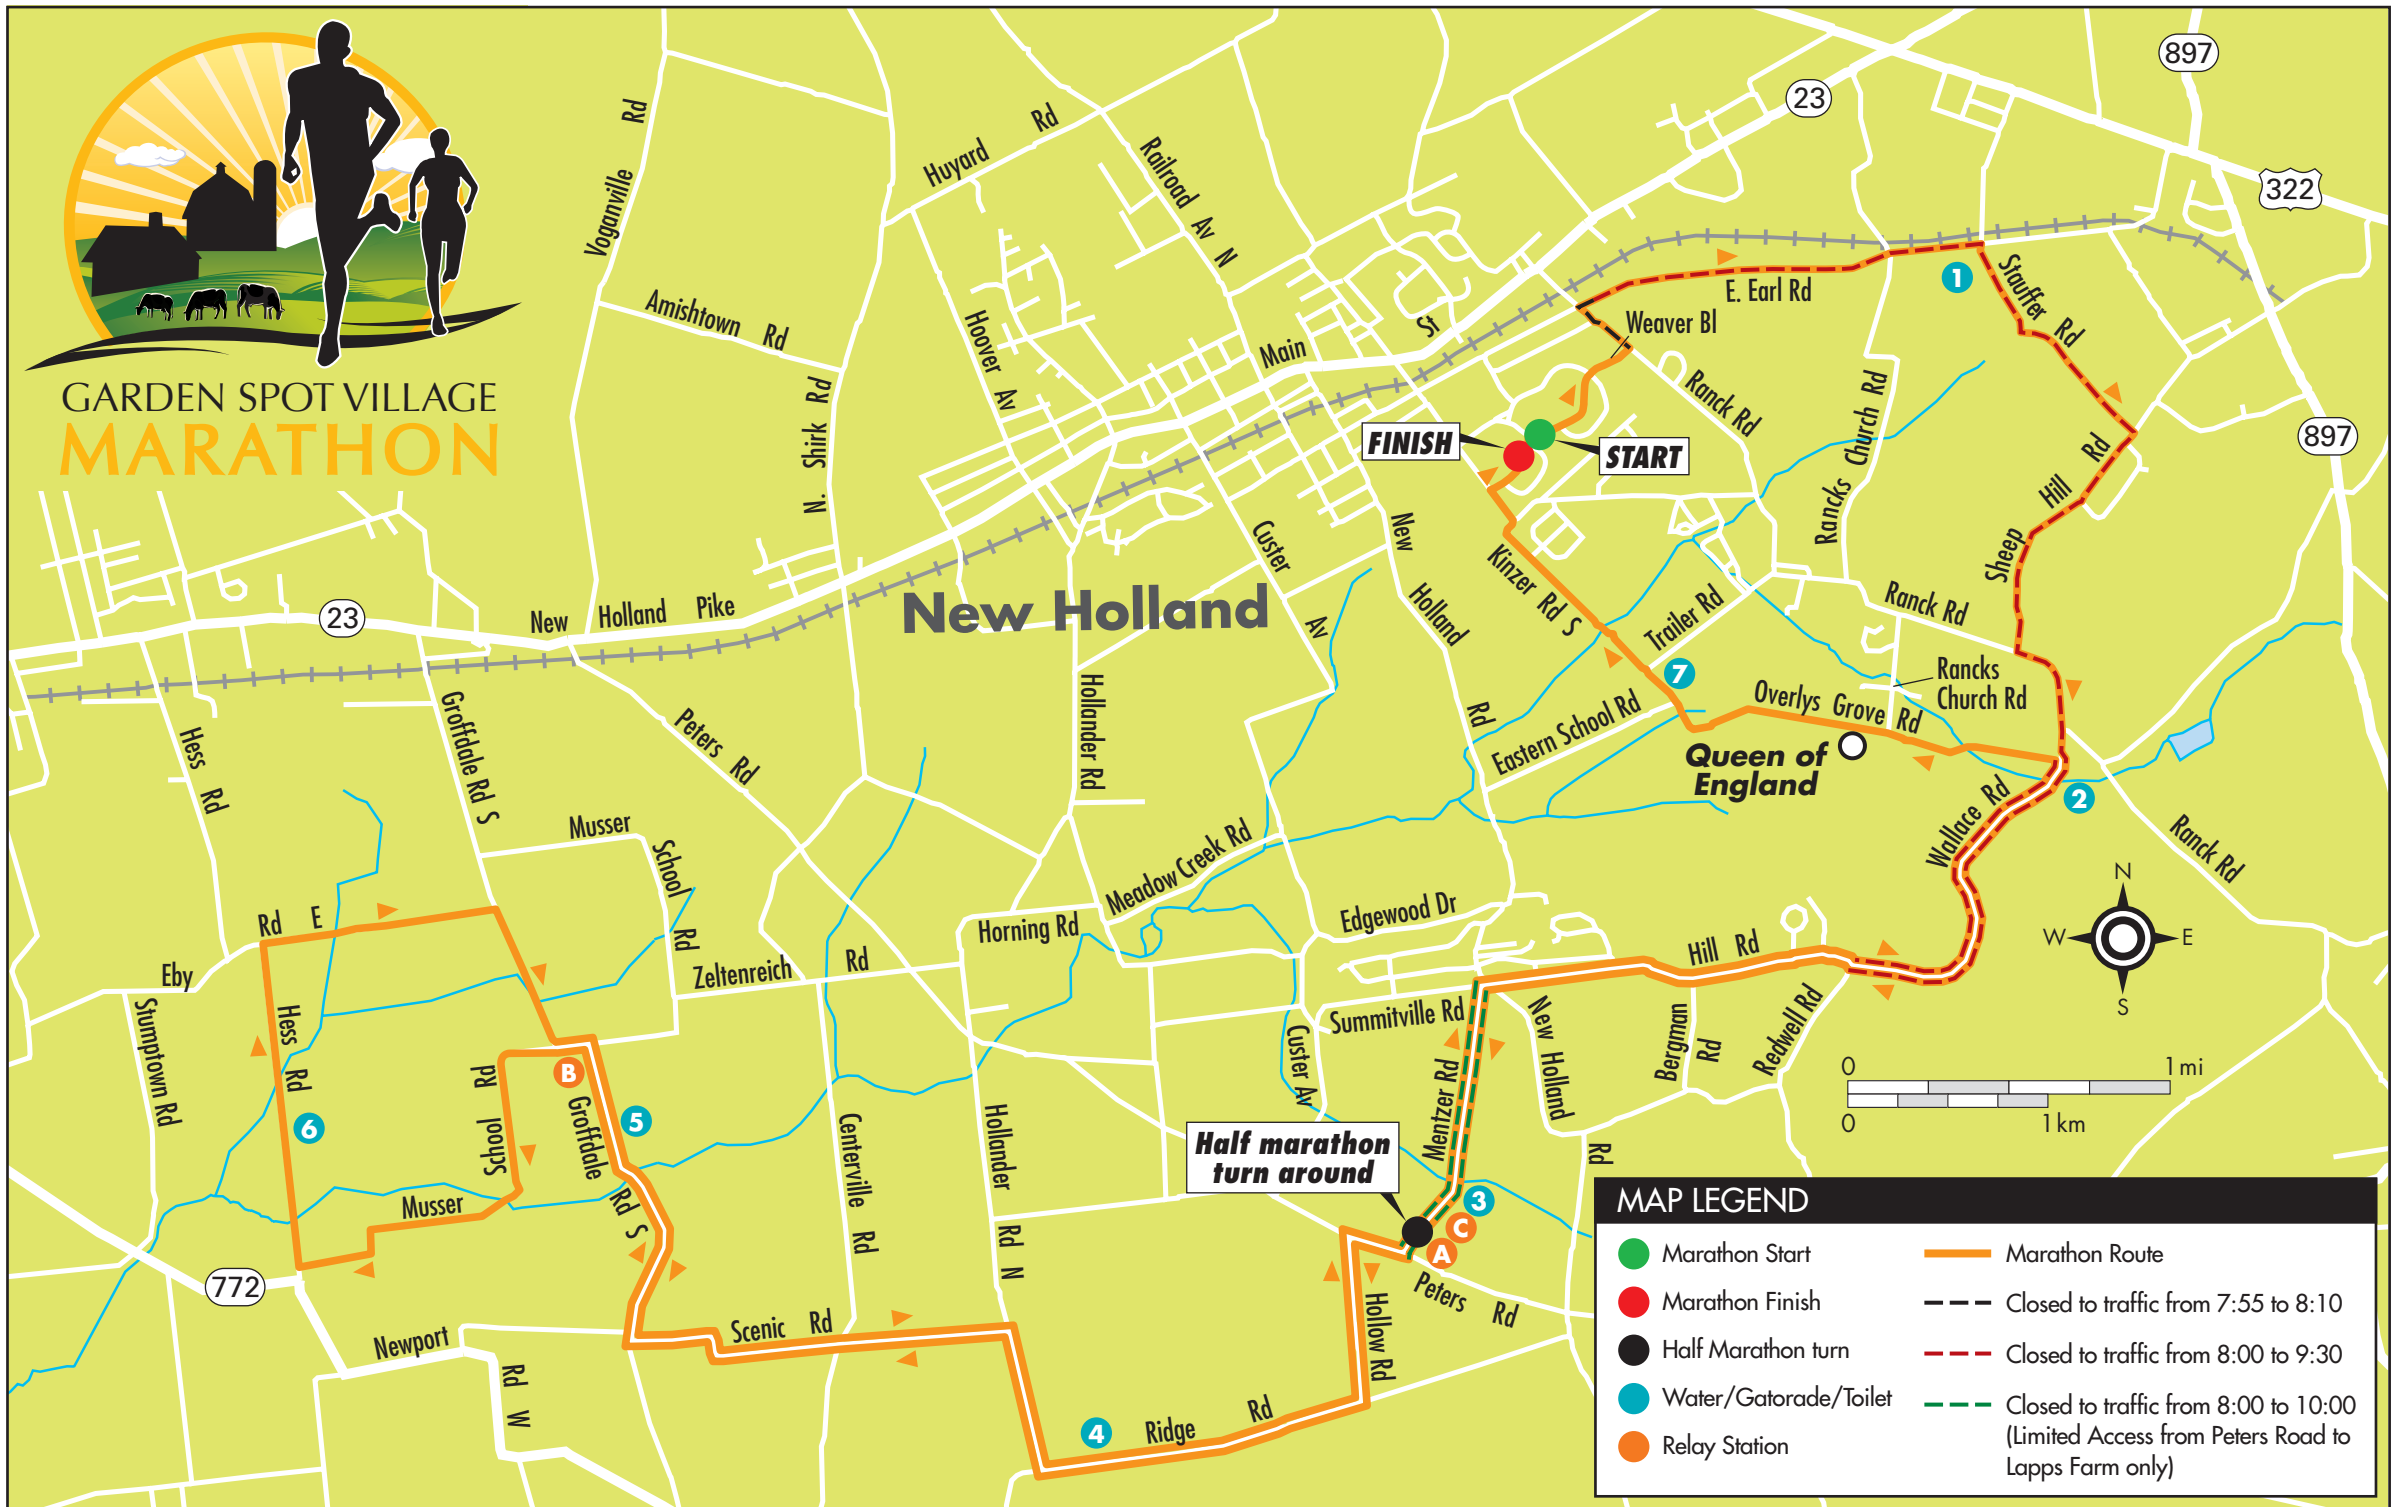 GARDEN SPOT VILLAGE
MARATHON
897
23
322
897
Voganville Rd
Huyard Rd
Railroad Av N
Amishtown Rd
Hoover Av
N. Shirk Rd
Main St
E. Earl Rd
1
Stauffer Rd
Weaver Bl
Ranck Rd
Rancks Church Rd
FINISH
START
Sheep Hill Rd
23
New Holland Pike
New Holland
Custer Av
New Holland Rd
Kinzer Rd S
Trailer Rd
7
Ranck Rd
Rancks
Church Rd
Overlys Grove Rd
Eastern School Rd
Queen of
England
2
Wallace Rd
Ranck Rd
Hess Rd
Groffdale Rd S
Peters Rd
Hollander Rd
Musser School Rd
Meadow Creek Rd
Horning Rd
Edgewood Dr
Zeltenreich Rd
Hill Rd
Eby Rd E
Stumptown Rd
Hess Rd
6
School Rd
B
5
Groffdale Rd S
Musser
Centerville Rd
Hollander Rd N
Custer Av
Summitville Rd
Mentzer Rd
New Holland Rd
Bergman Rd
Redwell Rd
N
W
E
S
0
1 mi
0
1 km
Half marathon
turn around
3
C
A
Peters Rd
Hollow Rd
772
Newport Rd W
Scenic Rd
4
Ridge Rd
MAP LEGEND
Marathon Start
Marathon Finish
Half Marathon turn
Water/Gatorade/Toilet
Relay Station
Marathon Route
Closed to traffic from 7:55 to 8:10
Closed to traffic from 8:00 to 9:30
Closed to traffic from 8:00 to 10:00
(Limited Access from Peters Road to
Lapps Farm only)